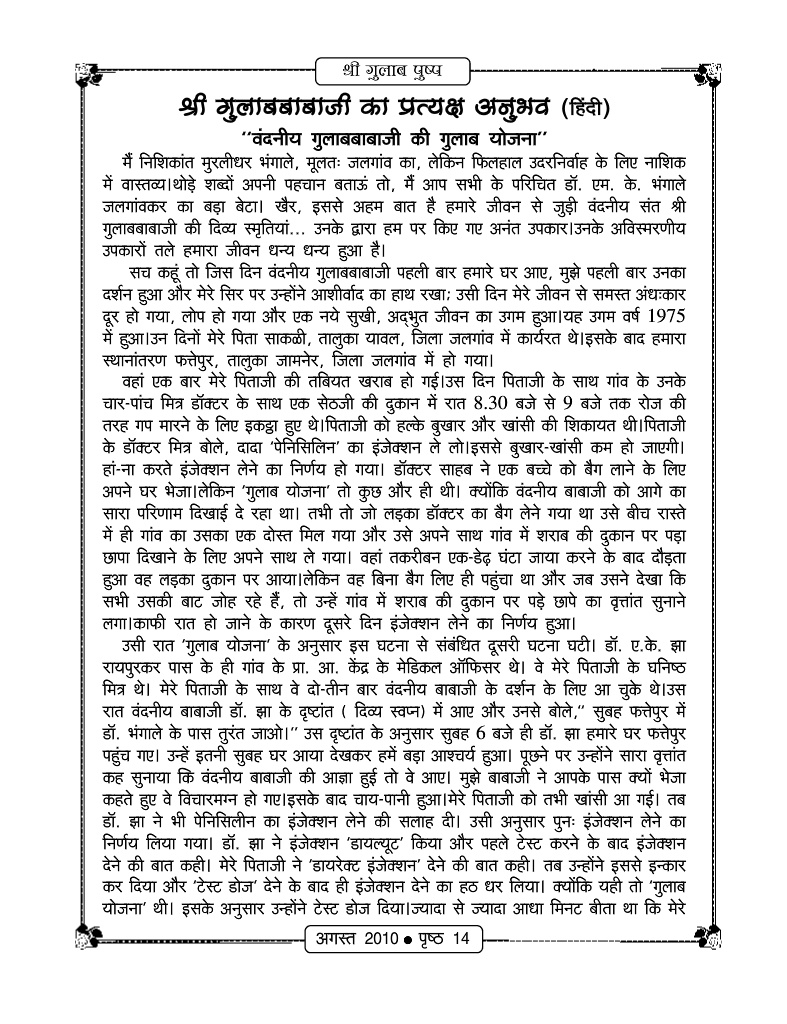 श्री गुलाब पुष्प
श्री गुलाबबाबाजी का प्रत्यक्ष अनुभव (हिंदी)
‘‘वंदनीय गुलाबबाबाजी की गुलाब योजना’’
मैं निशिकांत मुरलीधर भंगाले, मूलतः जलगांव का, लेकिन फिलहाल उदरनिर्वाह के लिए नाशिक
में वास्तव्य।थोड़े शब्दों अपनी पहचान बताऊं तो, मैं आप सभी के परिचित डॉ. एम. के. भंगाले
जलगांवकर का बड़ा बेटा। खैर, इससे अहम बात है हमारे जीवन से जुड़ी वंदनीय संत श्री
गुलाबबाबाजी की दिव्य स्मृतियां... उनके द्वारा हम पर किए गए अनंत उपकार।उनके अविस्मरणीय
उपकारों तले हमारा जीवन धन्य धन्य हुआ है।
सच कहूं तो जिस दिन वंदनीय गुलाबबाबाजी पहली बार हमारे घर आए, मुझे पहली बार उनका
दर्शन हुआ और मेरे सिर पर उन्होंने आशीर्वाद का हाथ रखा; उसी दिन मेरे जीवन से समस्त अंधःकार
दूर हो गया, लोप हो गया और एक नये सुखी, अद्‌भुत जीवन का उगम हुआ।यह उगम वर्ष 1975
में हुआ।उन दिनों मेरे पिता साकळी, तालुका यावल, जिला जलगांव में कार्यरत थे।इसके बाद हमारा
स्थानांतरण फत्तेपुर, तालुका जामनेर, जिला जलगांव में हो गया।
वहां एक बार मेरे पिताजी की तबियत खराब हो गई।उस दिन पिताजी के साथ गांव के उनके
चार-पांच मित्र डॉक्टर के साथ एक सेठजी की दुकान में रात 8.30 बजे से 9 बजे तक रोज की
तरह गप मारने के लिए इकट्ठा हुए थे।पिताजी को हल्के बुखार और खांसी की शिकायत थी।पिताजी
के डॉक्टर मित्र बोले, दादा ‘पेनिसिलिन’ का इंजेक्शन ले लो।इससे बुखार-खांसी कम हो जाएगी।
हां-ना करते इंजेक्शन लेने का निर्णय हो गया। डॉक्टर साहब ने एक बच्चे को बैग लाने के लिए
अपने घर भेजा।लेकिन ‘गुलाब योजना’ तो कुछ और ही थी। क्योंकि वंदनीय बाबाजी को आगे का
सारा परिणाम दिखाई दे रहा था। तभी तो जो लड़का डॉक्टर का बैग लेने गया था उसे बीच रास्ते
में ही गांव का उसका एक दोस्त मिल गया और उसे अपने साथ गांव में शराब की दुकान पर पड़ा
छापा दिखाने के लिए अपने साथ ले गया। वहां तकरीबन एक-डेढ़ घंटा जाया करने के बाद दौड़ता
हुआ वह लड़का दुकान पर आया।लेकिन वह बिना बैग लिए ही पहुंचा था और जब उसने देखा कि
सभी उसकी बाट जोह रहे हैं, तो उन्हें गांव में शराब की दुकान पर पड़े छापे का वृत्तांत सुनाने
लगा।काफी रात हो जाने के कारण दूसरे दिन इंजेक्शन लेने का निर्णय हुआ।
उसी रात ‘गुलाब योजना’ के अनुसार इस घटना से संबंधित दूसरी घटना घटी। डॉ. ए.के. झा
रायपुरकर पास के ही गांव के प्रा. आ. केंद्र के मेडिकल ऑफिसर थे। वे मेरे पिताजी के घनिष्ठ
मित्र थे। मेरे पिताजी के साथ वे दो-तीन बार वंदनीय बाबाजी के दर्शन के लिए आ चुके थे।उस
रात वंदनीय बाबाजी डॉ. झा के दृष्टांत ( दिव्य स्वप्न) में आए और उनसे बोले,‘‘ सुबह फत्तेपुर में
डॉ. भंगाले के पास तुरंत जाओ।’’ उस दृष्टांत के अनुसार सुबह 6 बजे ही डॉ. झा हमारे घर फत्तेपुर
पहुंच गए। उन्हें इतनी सुबह घर आया देखकर हमें बड़ा आश्चर्य हुआ। पूछने पर उन्होंने सारा वृत्तांत
कह सुनाया कि वंदनीय बाबाजी की आज्ञा हुई तो वे आए। मुझे बाबाजी ने आपके पास क्यों भेजा
कहते हुए वे विचारमग्न हो गए।इसके बाद चाय-पानी हुआ।मेरे पिताजी को तभी खांसी आ गई। तब
डॉ. झा ने भी पेनिसिलीन का इंजेक्शन लेने की सलाह दी। उसी अनुसार पुनः इंजेक्शन लेने का
निर्णय लिया गया। डॉ. झा ने इंजेक्शन ‘डायल्यूट’ किया और पहले टेस्ट करने के बाद इंजेक्शन
देने की बात कही। मेरे पिताजी ने ‘डायरेक्ट इंजेक्शन’ देने की बात कही। तब उन्होंने इससे इन्कार
कर दिया और ‘टेस्ट डोज’ देने के बाद ही इंजेक्शन देने का हठ धर लिया। क्योंकि यही तो ‘गुलाब
योजना’ थी। इसके अनुसार उन्होंने टेस्ट डोज दिया।ज्यादा से ज्यादा आधा मिनट बीता था कि मेरे
अगस्त 2010 ● पृष्ठ 14